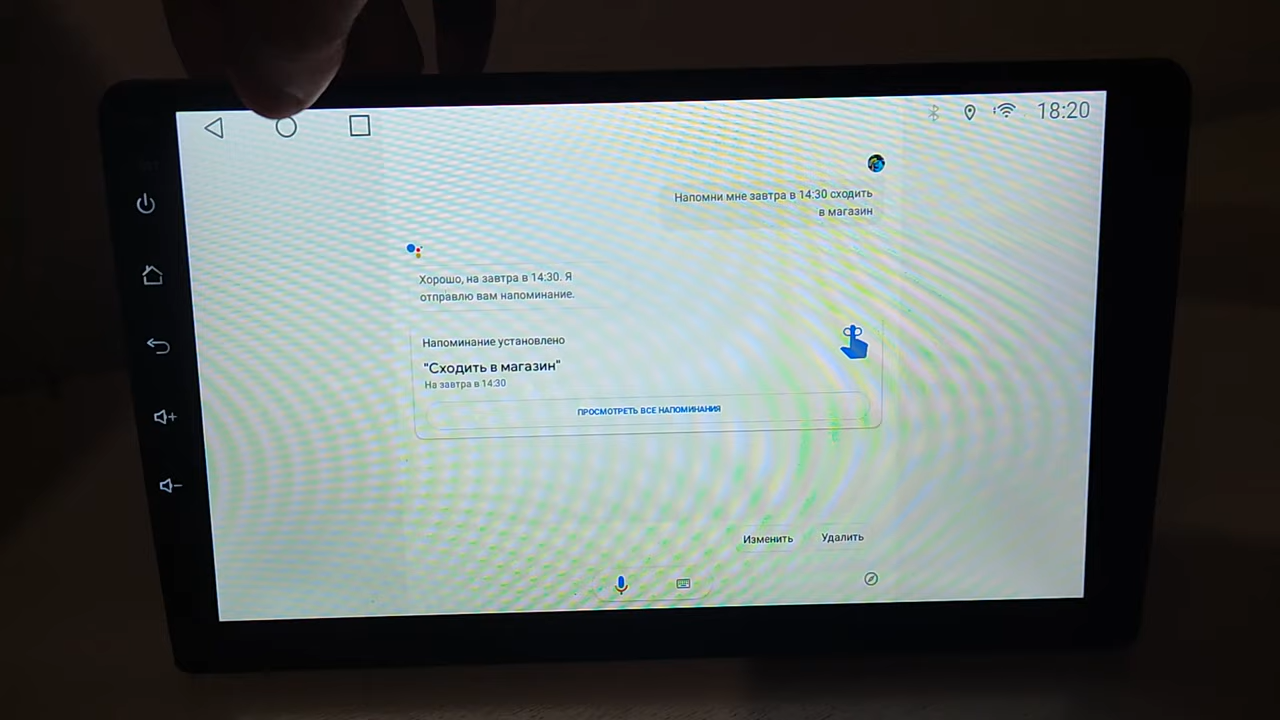 18:20
Напомни мне завтра в 14:30 сходить
в магазин
Хорошо, на завтра в 14:30. Я
отправлю вам напоминание.
Напоминание установлено
"Сходить в магазин"
На завтра в 14:30
ПРОСМОТРЕТЬ ВСЕ НАПОМИНАНИЯ
Изменить Удалить